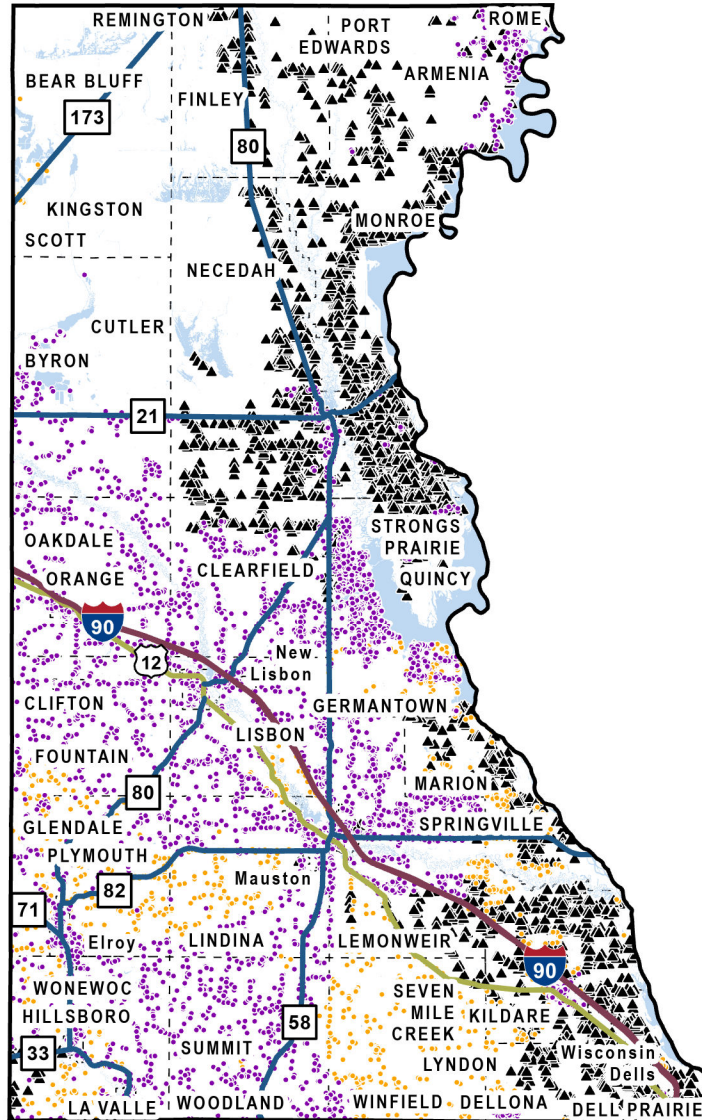 REMINGTON
PORT
EDWARDS
ROME
BEAR BLUFF
ARMENIA
FINLEY
173
80
KINGSTON
SCOTT
MONROE
NECEDAH
CUTLER
BYRON
21
OAKDALE
STRONGS
PRAIRIE
ORANGE
CLEARFIELD
QUINCY
90
12
New
Lisbon
CLIFTON
GERMANTOWN
LISBON
FOUNTAIN
MARION
80
GLENDALE
SPRINGVILLE
PLYMOUTH
Mauston
82
71
Elroy
LINDINA
LEMONWEIR
90
WONEWOC
SEVEN
MILE
CREEK
HILLSBORO
KILDARE
58
33
SUMMIT
Wisconsin
Dells
LYNDON
LA VALLE
WOODLAND
WINFIELD
DELLONA
DELL PRAIRIE